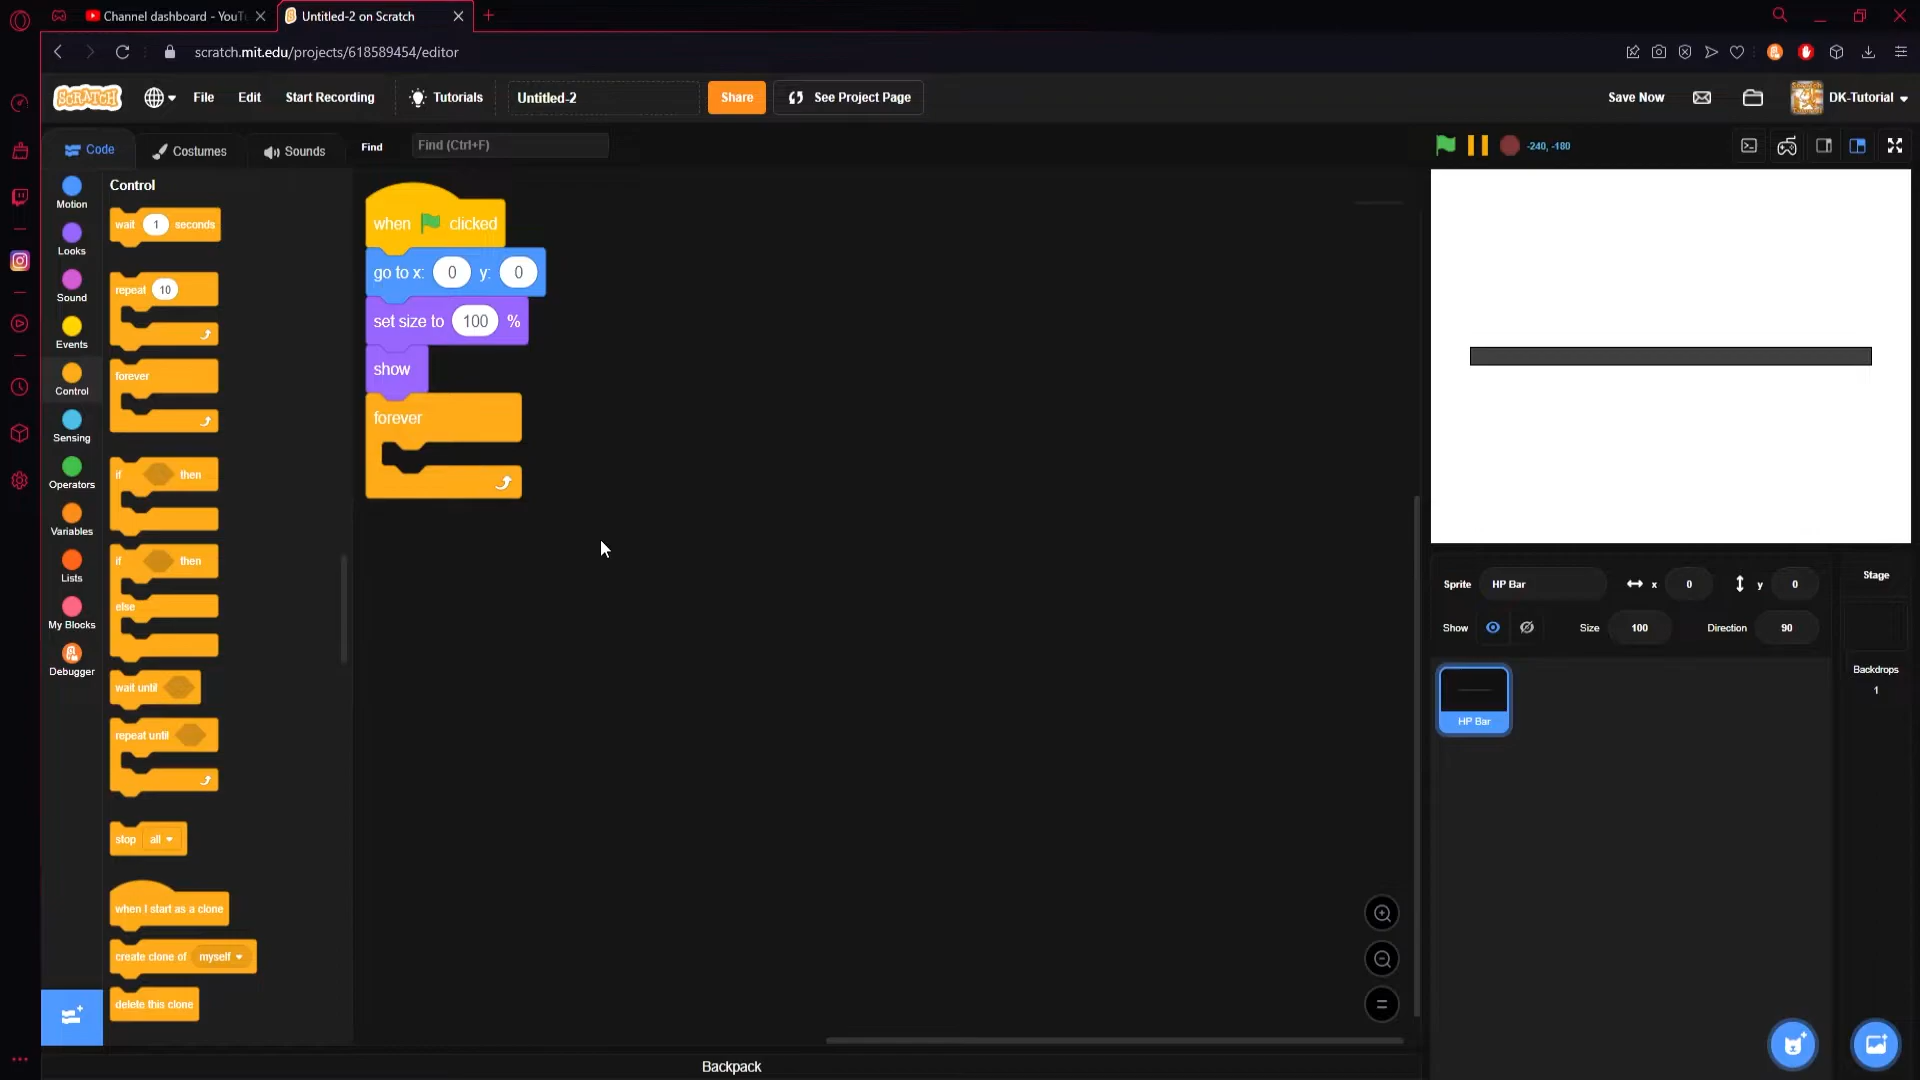 Channel dashboard - YouT
Untitled-2 on Scratch
scratch.mit.edu/projects/618589454/editor
SCRATCH
File
Edit
Start Recording
Tutorials
Untitled-2
Share
See Project Page
Save Now
DK-Tutorial
Code
Costumes
Sounds
Find
Find (Ctrl+F)
-240, -180
Motion
Looks
Sound
Events
Control
Sensing
Operators
Variables
Lists
My Blocks
Debugger
Control
wait 1 seconds
repeat 10
forever
if then
if then
else
wait until
repeat until
stop all
when I start as a clone
create clone of myself
delete this clone
when clicked
go to x: 0 y: 0
set size to 100 %
show
forever
Sprite HP Bar x 0 y 0
Show Size 100 Direction 90
HP Bar
Stage
Backdrops
1
Backpack